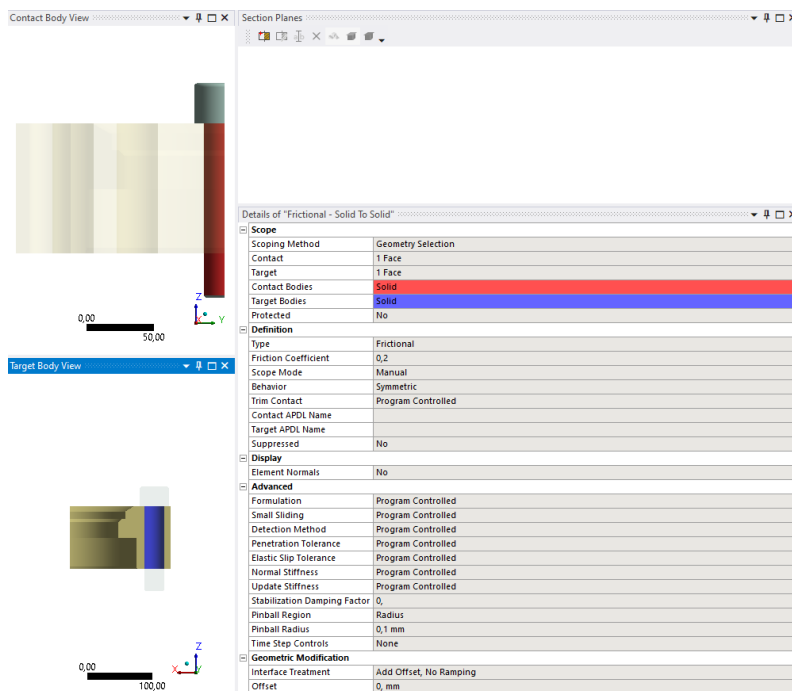 Contact Body View
Section Planes
Z
X
Y
0,00
50,00
Target Body View
Z
X
0,00
100,00
Details of "Frictional - Solid To Solid"
Scope
Scoping Method Geometry Selection
Contact 1 Face
Target 1 Face
Contact Bodies Solid
Target Bodies Solid
Protected No
Definition
Type Frictional
Friction Coefficient 0,2
Scope Mode Manual
Behavior Symmetric
Trim Contact Program Controlled
Contact APDL Name
Target APDL Name
Suppressed No
Display
Element Normals No
Advanced
Formulation Program Controlled
Small Sliding Program Controlled
Detection Method Program Controlled
Penetration Tolerance Program Controlled
Elastic Slip Tolerance Program Controlled
Normal Stiffness Program Controlled
Update Stiffness Program Controlled
Stabilization Damping Factor 0,
Pinball Region Radius
Pinball Radius 0,1 mm
Time Step Controls None
Geometric Modification
Interface Treatment Add Offset, No Ramping
Offset 0, mm